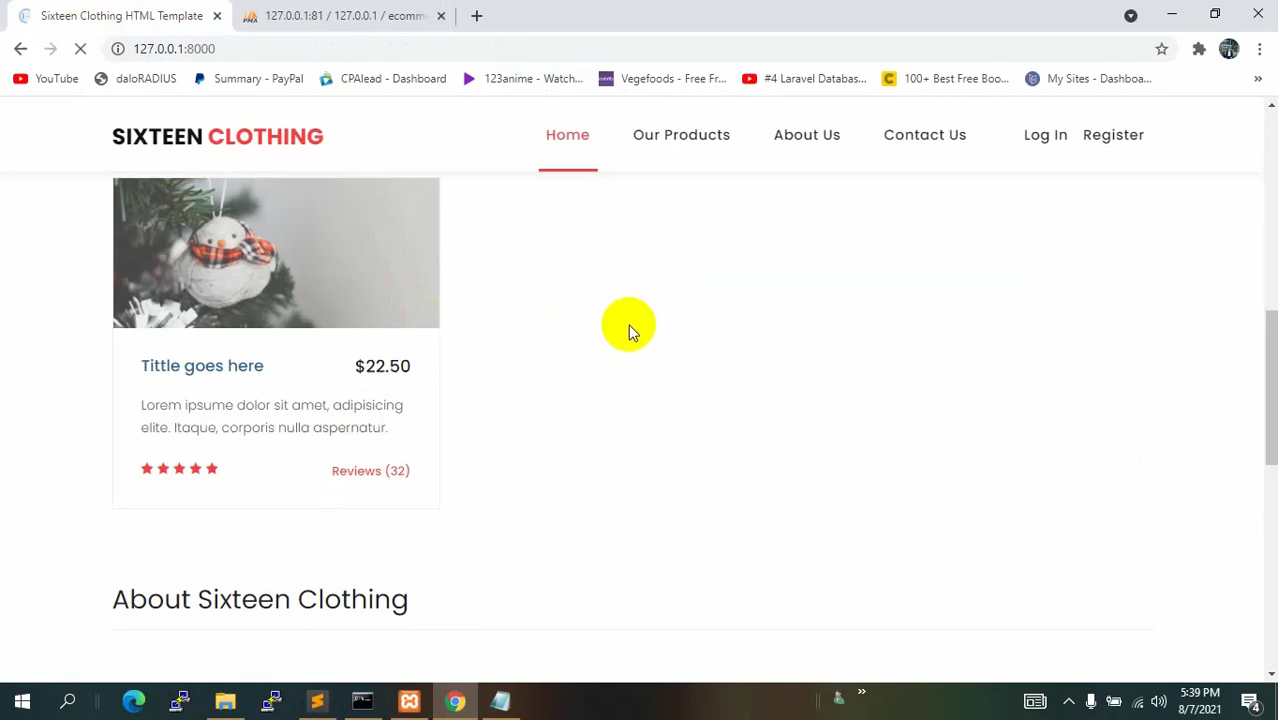 Sixteen Clothing HTML Template
127.0.0.1:81 / 127.0.0.1 / ecomm
127.0.0.1:8000
YouTube
daloRADIUS
Summary - PayPal
CPAlead - Dashboard
123anime - Watch...
Vegefoods - Free Fr...
#4 Laravel Databas...
100+ Best Free Boo...
My Sites - Dashboa...
»
SIXTEEN CLOTHING
Home
Our Products
About Us
Contact Us
Log In
Register
Tittle goes here
$22.50
Lorem ipsume dolor sit amet, adipisicing
elite. Itaque, corporis nulla aspernatur.
Reviews (32)
About Sixteen Clothing
»
5:39 PM
8/7/2021
4